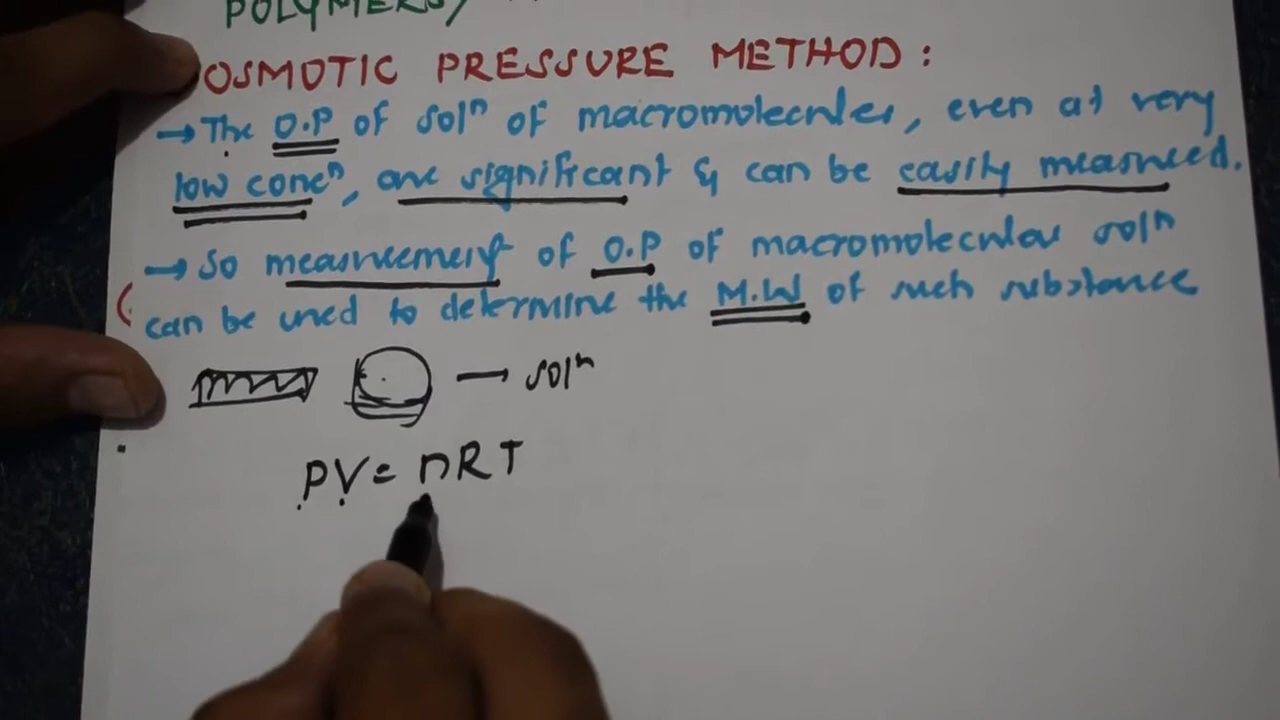 POLYMERS/
OSMOTIC PRESSURE METHOD:
→ The O.P of solⁿ of macromolecules, even at very
low concⁿ, are significant & can be easily measured.
→ so measurement of O.P of macromolecular solⁿ
can be used to determine the M.W of such substance
→ solⁿ
PV = nRT